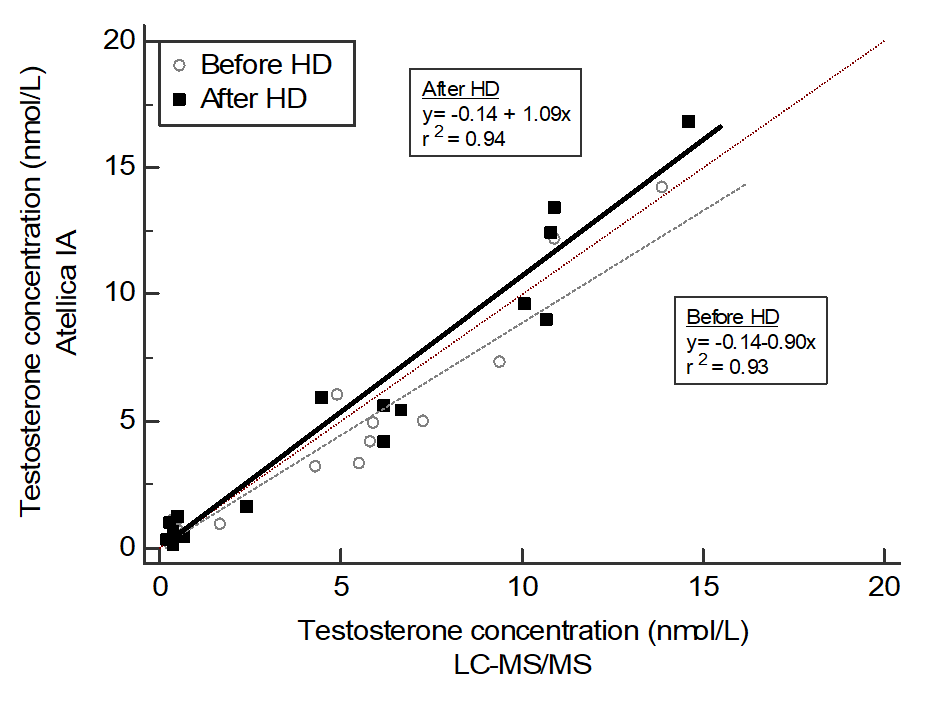 20
15
10
5
0
Testosterone concentration (nmol/L)
Atellica IA
Before HD
After HD
After HD
y= -0.14 + 1.09x
r 2 = 0.94
Before HD
y= -0.14-0.90x
r 2 = 0.93
0 5 10 15 20
Testosterone concentration (nmol/L)
LC-MS/MS